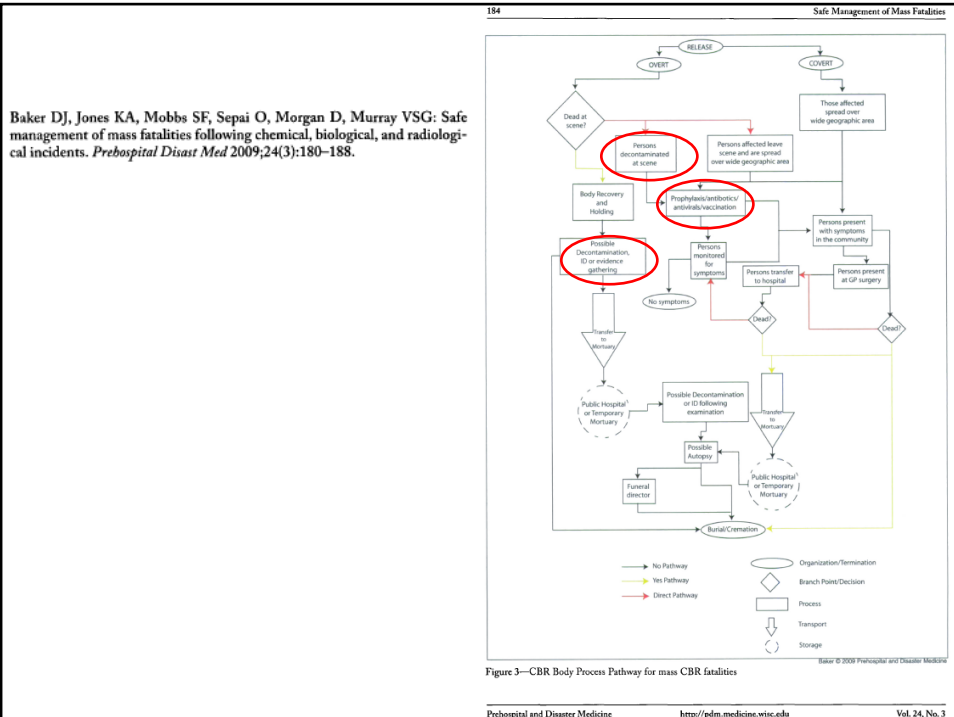 Baker DJ, Jones KA, Mobbs SF, Sepai O, Morgan D, Murray VSG: Safe
management of mass fatalities following chemical, biological, and radiologi-
cal incidents. Prehospital Disast Med 2009;24(3):180–188.
184
Safe Management of Mass Fatalities
RELEASE
OVERT
COVERT
Dead at
scene?
Those affected
spread over
wide geographic area
Persons
decontaminated
at scene
Persons affected leave
scene and are spread
over wide geographic area
Body Recovery
and
Holding
Prophylaxis/antibotics/
antivirals/vaccination
Persons present
with symptoms
in the community
Possible
Decontamination,
ID or evidence
gathering
Persons
monitored
for
symptoms
Persons transfer
to hospital
Persons present
at GP surgery
No symptoms
Dead?
Dead?
Transfer
to
Mortuary
Public Hospital
or Temporary
Mortuary
Possible Decontamination
or ID following
examination
Transfer
to
Mortuary
Possible
Autopsy
Public Hospital
or Temporary
Mortuary
Funeral
director
Burial/Cremation
No Pathway
Yes Pathway
Direct Pathway
Organization/Termination
Branch Point/Decision
Process
Transport
Storage
Baker © 2009 Prehospital and Disaster Medicine
Figure 3—CBR Body Process Pathway for mass CBR fatalities
Prehospital and Disaster Medicine
http://pdm.medicine.wisc.edu
Vol. 24, No. 3